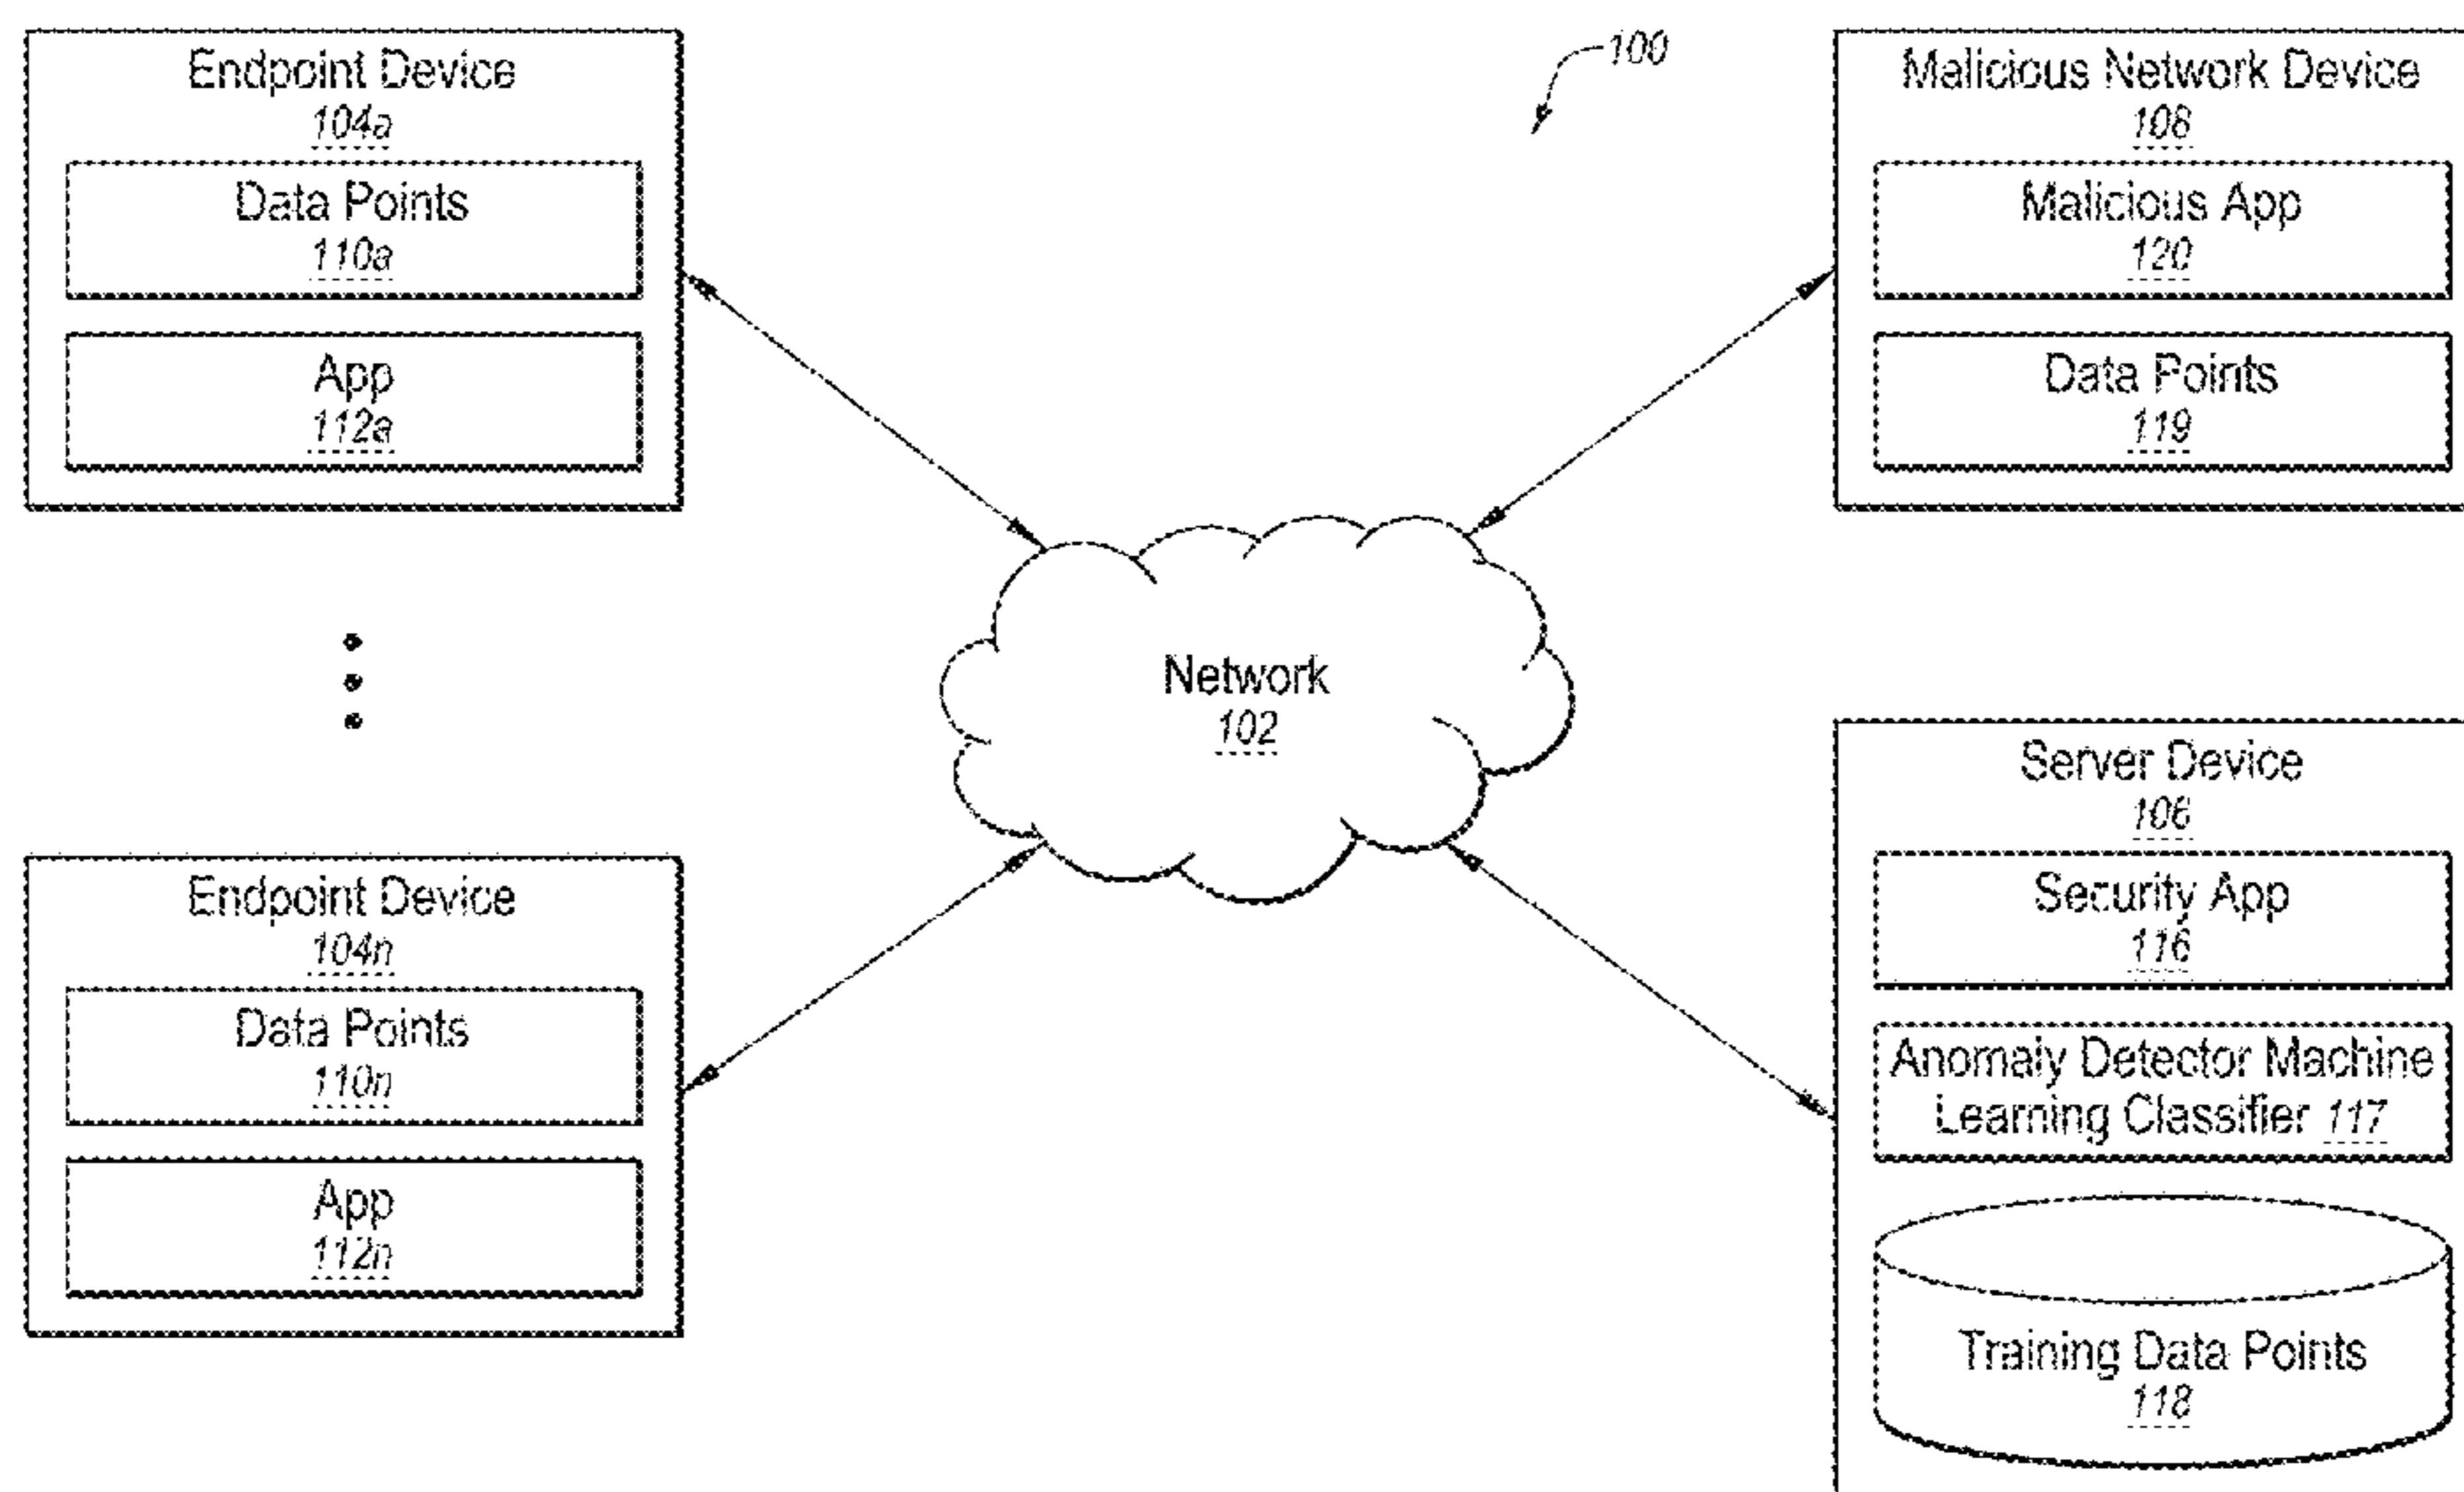 Endpoint Device
104a
Data Points
110a
App
112a
100
Malicious Network Device
108
Malicious App
120
Data Points
119
Network
102
Endpoint Device
104n
Data Points
110n
App
112n
Server Device
106
Security App
116
Anomaly Detector Machine
Learning Classifier 117
Training Data Points
118